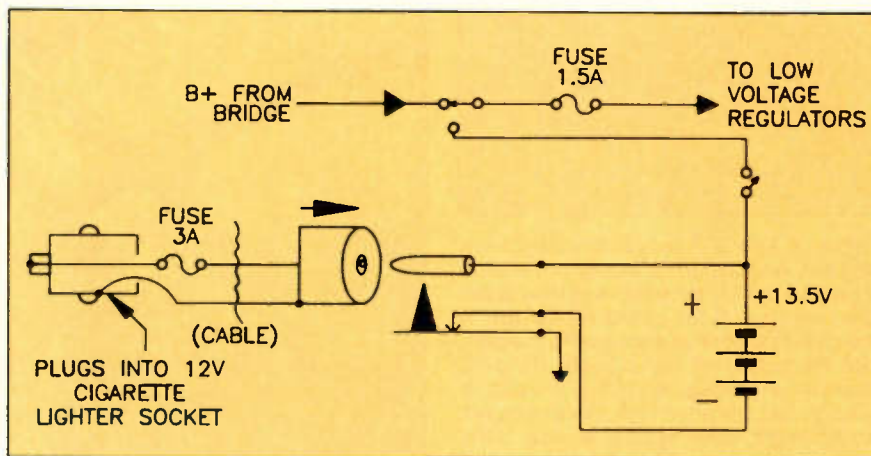 FUSE
1.5A
B+ FROM
BRIDGE
TO LOW
VOLTAGE
REGULATORS
FUSE
3A
(CABLE)
PLUGS INTO 12V
CIGARETTE
LIGHTER SOCKET
+
+13.5V
−